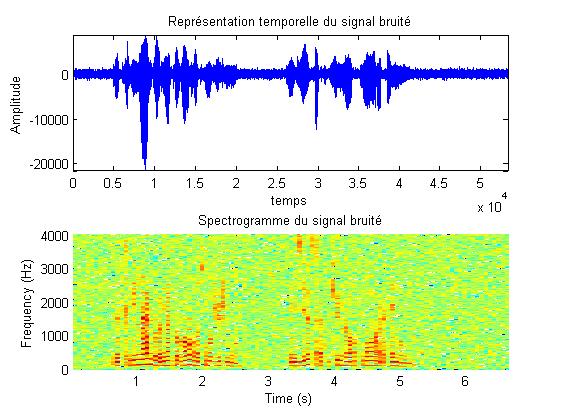 Représentation temporelle du signal bruité
Amplitude
0
-10000
-20000
0 0.5 1 1.5 2 2.5 3 3.5 4 4.5 5
temps
x 10^4
Spectrogramme du signal bruité
Frequency (Hz)
4000
3000
2000
1000
0
1 2 3 4 5 6
Time (s)